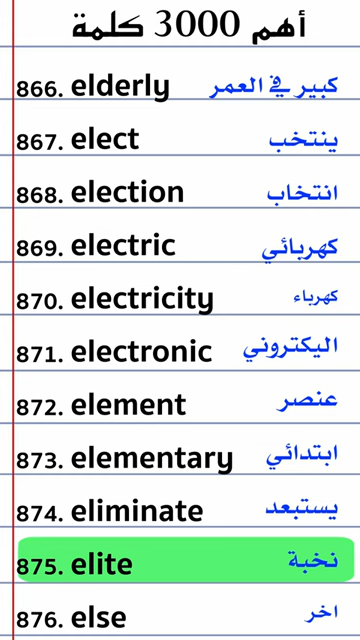 أهم 3000 كلمة
866. elderly كبير في العمر
867. elect ينتخب
868. election انتخاب
869. electric كهربائي
870. electricity كهرباء
871. electronic اليكتروني
872. element عنصر
873. elementary ابتدائي
874. eliminate يستبعد
875. elite نخبة
876. else اخر